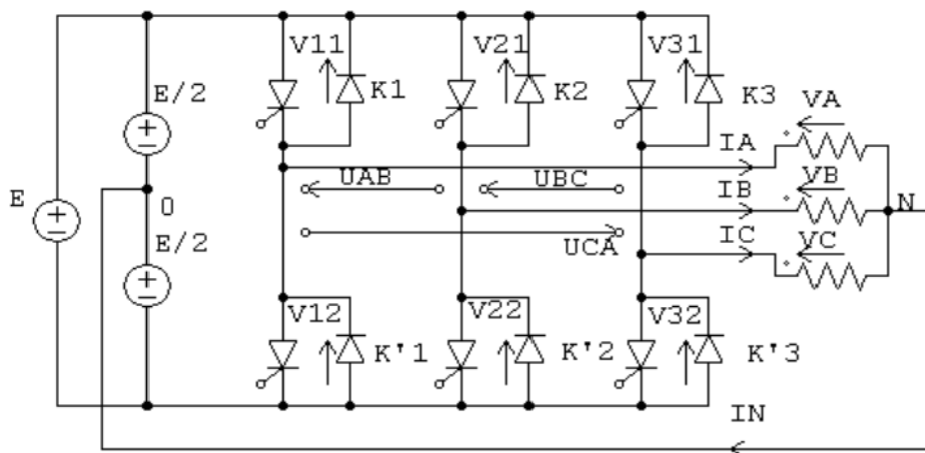 V11 V21 V31
E/2 K1 K2 K3 VA
IA
UAB UBC IB VB
E 0 N
UCA IC VC
E/2
V12 V22 V32
K'1 K'2 K'3
IN